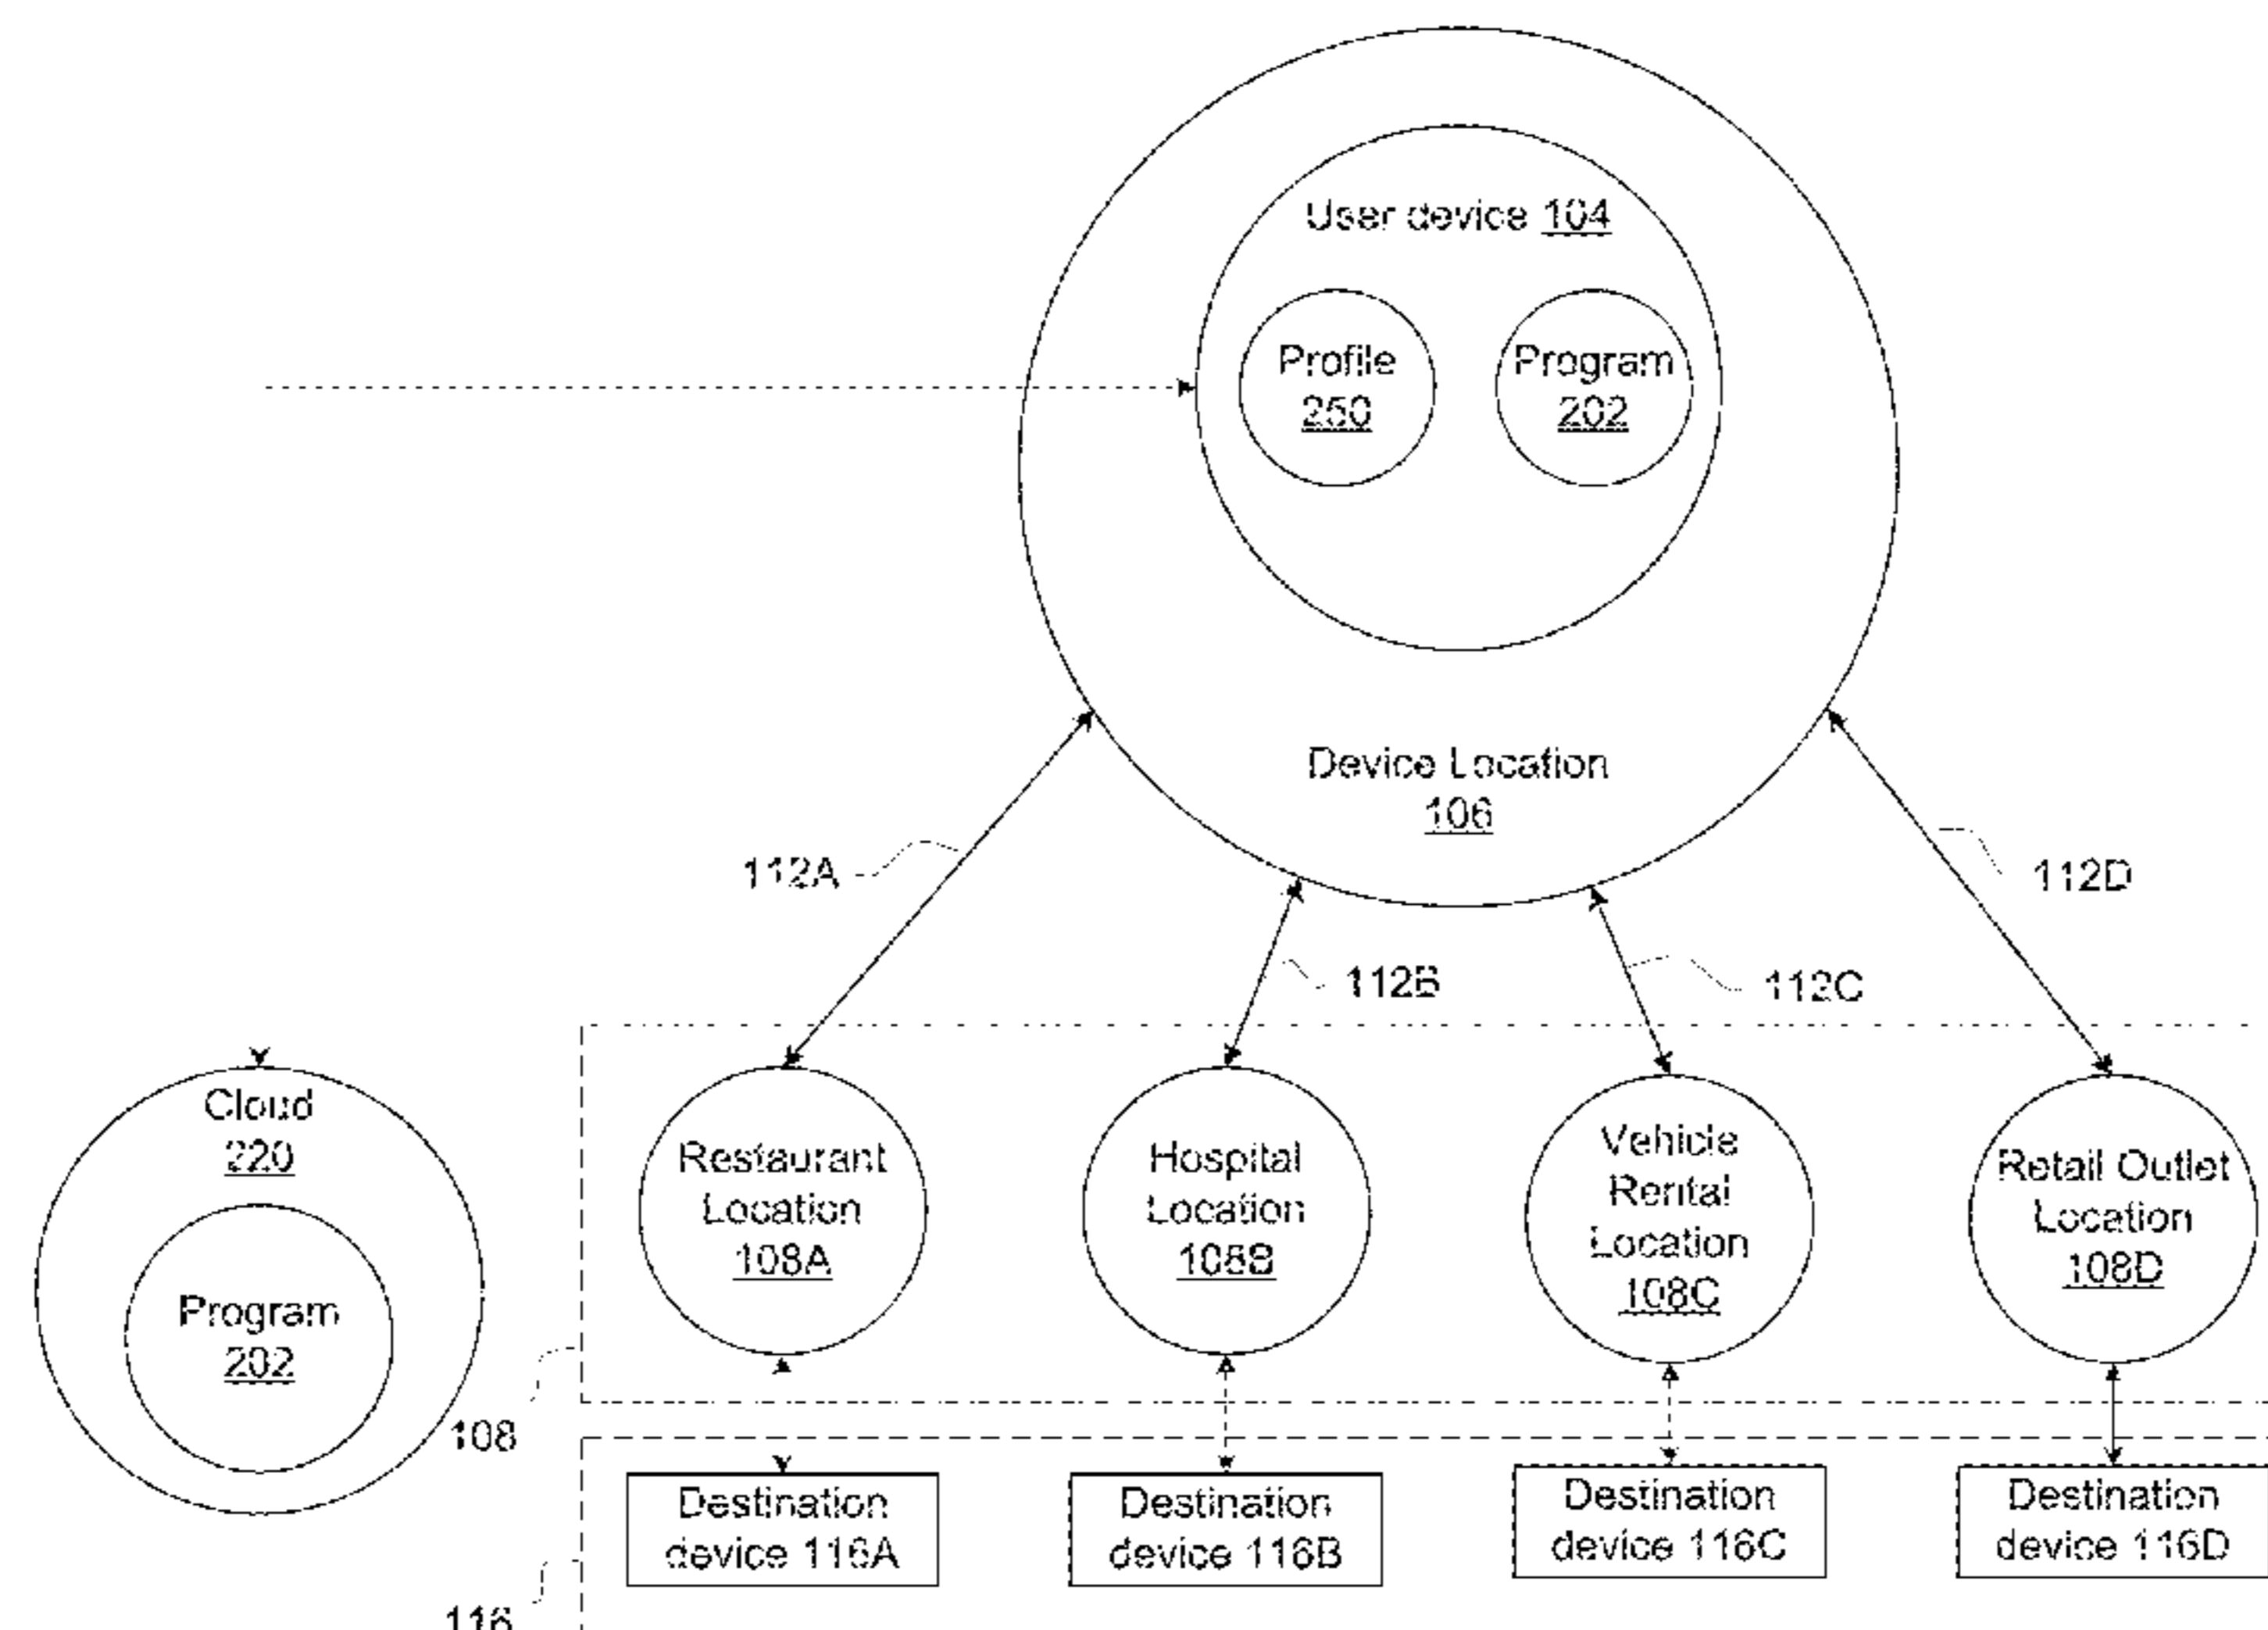 User device 104
Profile
250
Program
202
Device Location
106
112A
112D
112B
112C
Cloud
220
Program
202
Restaurant
Location
108A
Hospital
Location
108B
Vehicle
Rental
Location
108C
Retail Outlet
Location
108D
108
Destination
device 116A
Destination
device 116B
Destination
device 116C
Destination
device 116D
116